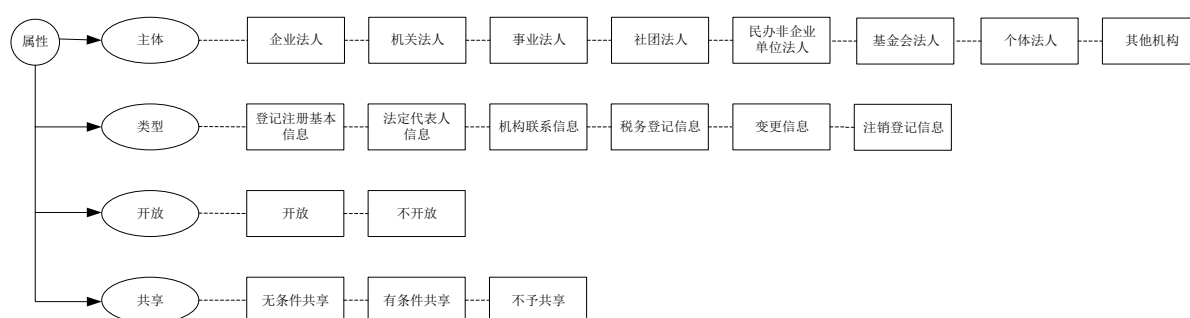 属性
主体
企业法人
机关法人
事业法人
社团法人
民办非企业
单位法人
基金会法人
个体法人
其他机构
类型
登记注册基本
信息
法定代表人
信息
机构联系信息
税务登记信息
变更信息
注销登记信息
开放
开放
不开放
共享
无条件共享
有条件共享
不予共享